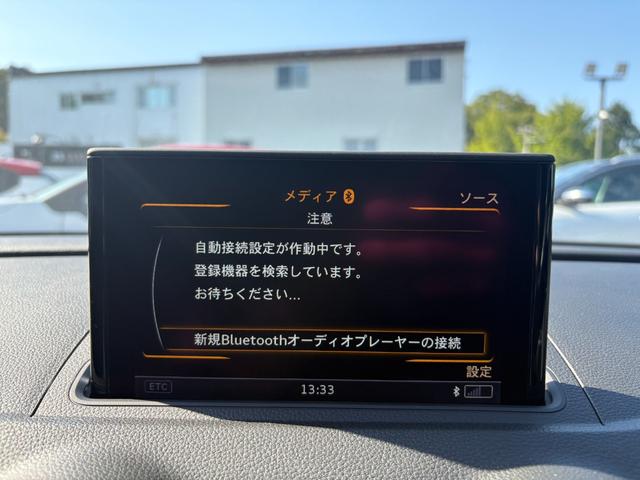 メディア
ソース
注意
自動接続設定が作動中です。
登録機器を検索しています。
お待ちください...
新規Bluetoothオーディオプレーヤーの接続
設定
ETC
13:33